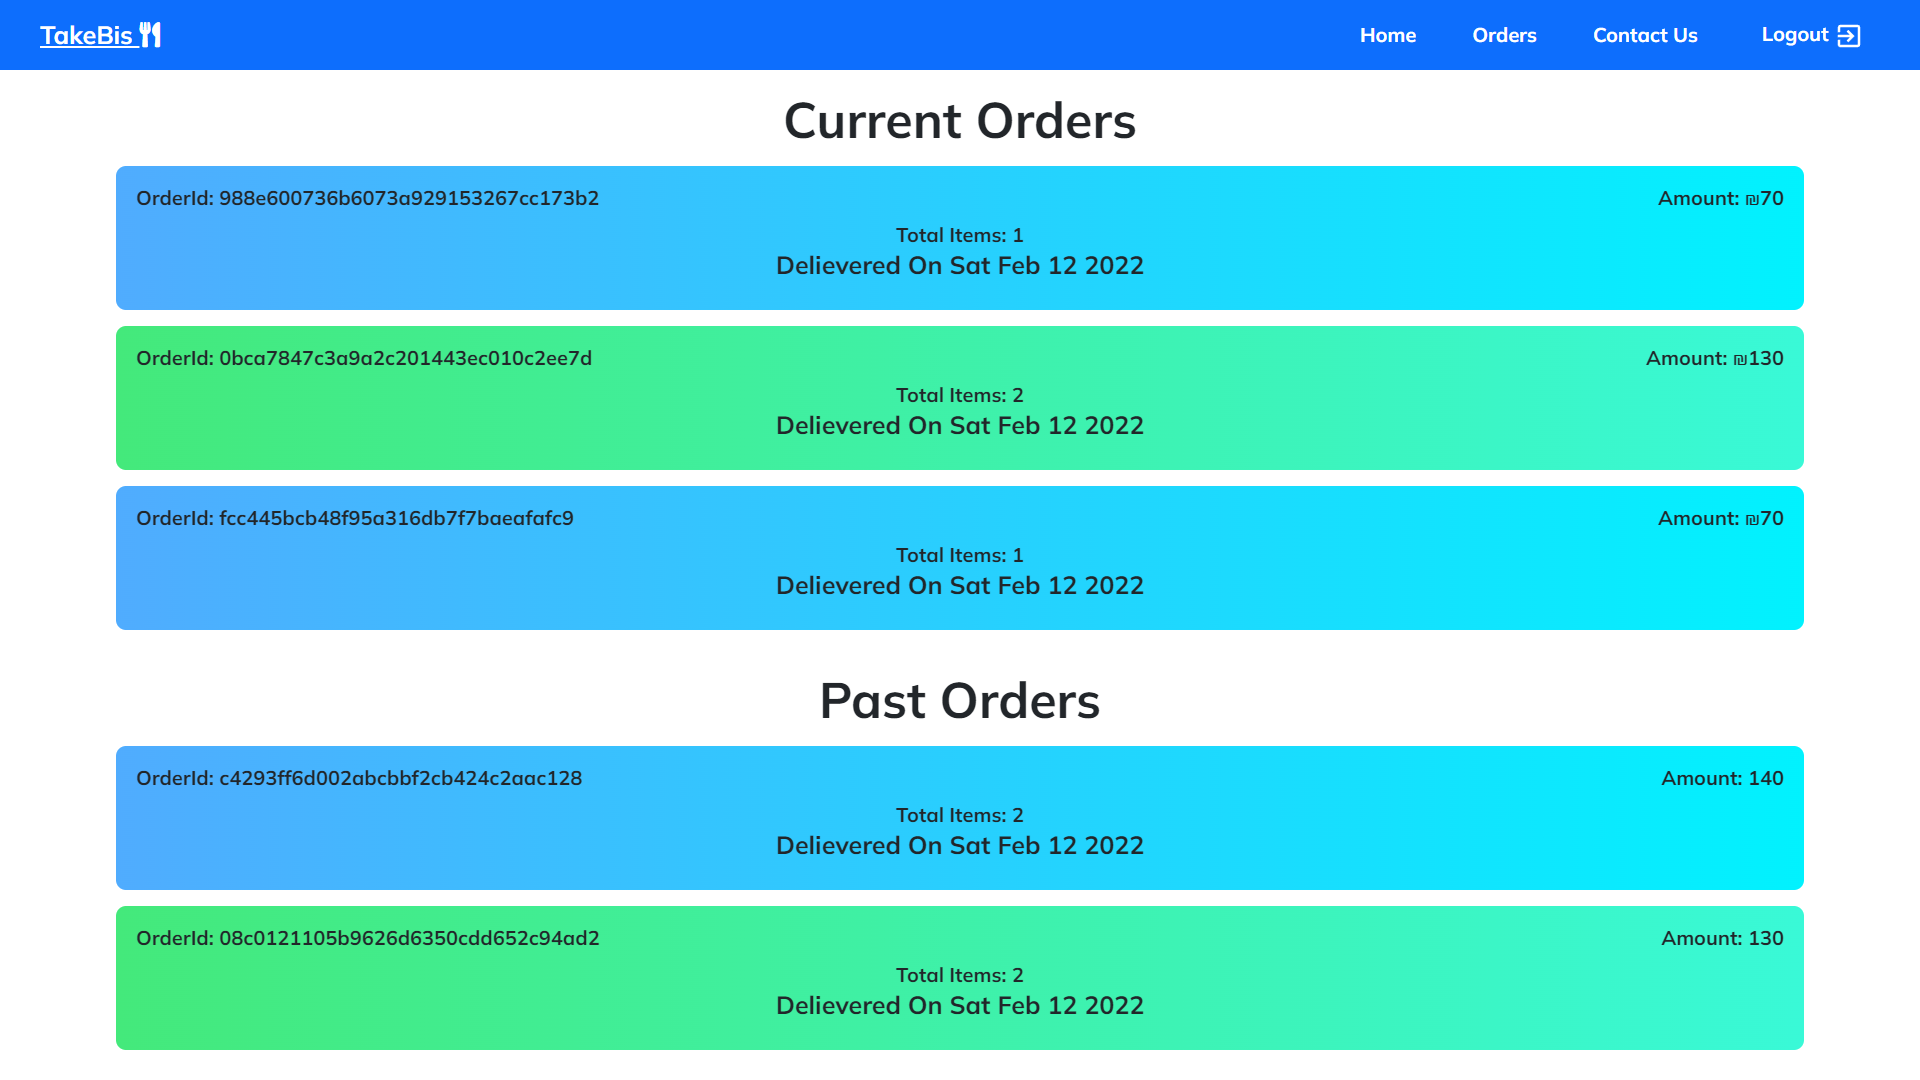 TakeBis
Home Orders Contact Us Logout
Current Orders
OrderId: 988e600736b6073a929153267cc173b2 Amount: ₪70
Total Items: 1
Delievered On Sat Feb 12 2022
OrderId: 0bca7847c3a9a2c201443ec010c2ee7d Amount: ₪130
Total Items: 2
Delievered On Sat Feb 12 2022
OrderId: fcc445bcb48f95a316db7f7baeafafc9 Amount: ₪70
Total Items: 1
Delievered On Sat Feb 12 2022
Past Orders
OrderId: c4293ff6d002abcbbf2cb424c2aac128 Amount: 140
Total Items: 2
Delievered On Sat Feb 12 2022
OrderId: 08c0121105b9626d6350cdd652c94ad2 Amount: 130
Total Items: 2
Delievered On Sat Feb 12 2022